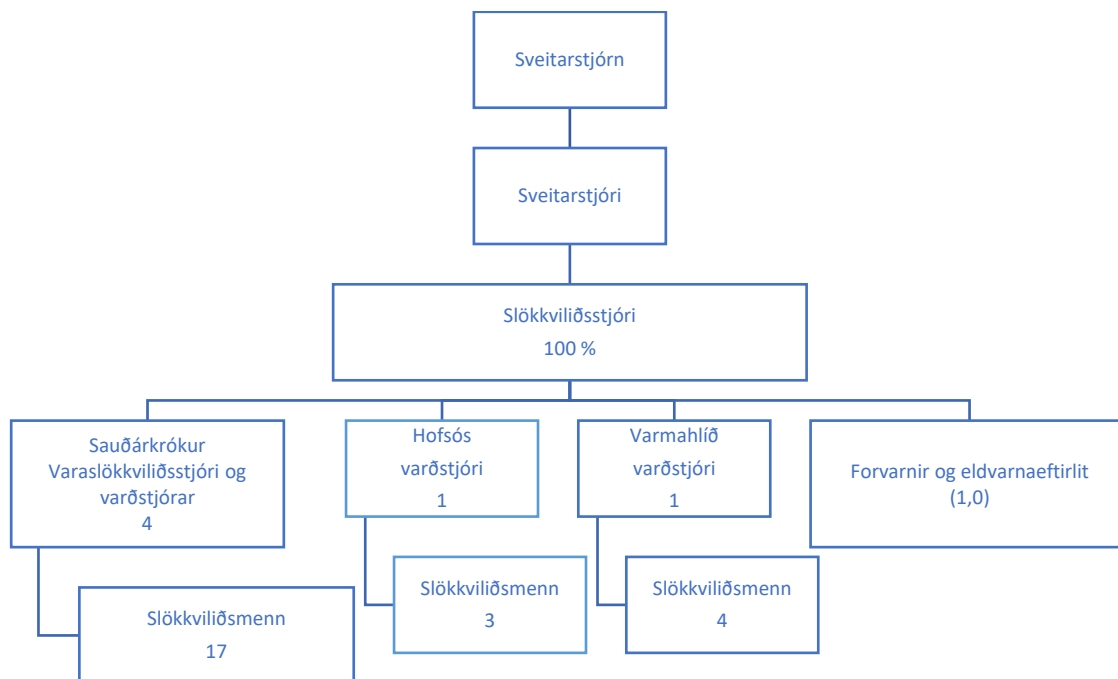 Sveitarstjórn
Sveitarstjóri
Slökkviliðsstjóri
100 %
Sauðárkrókur
Varaslökkviliðsstjóri og
varðstjórar
4
Hofsós
varðstjóri
1
Varmahlíð
varðstjóri
1
Forvarnir og eldvarnaeftirlit
(1,0)
Slökkviliðsmenn
17
Slökkviliðsmenn
3
Slökkviliðsmenn
4